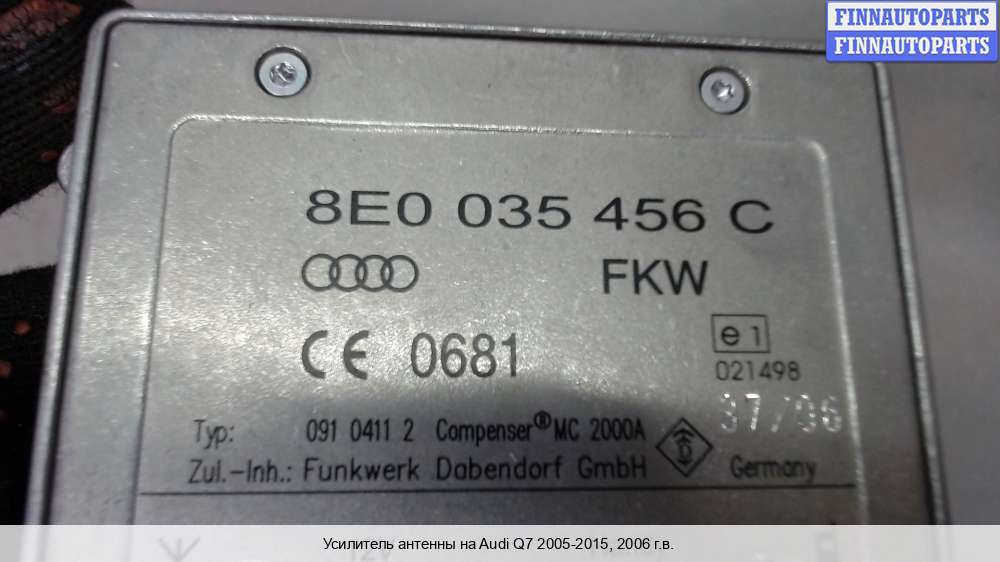 FINNAUTOPARTS
FINNAUTOPARTS
8E0 035 456 C
FKW
CE 0681
e1
021498
37/06
Typ: 091 0411 2 Compenser® MC 2000A
Zul.-Inh.: Funkwerk Dabendorf GmbH
Germany
Усилитель антенны на Audi Q7 2005-2015, 2006 г.в.